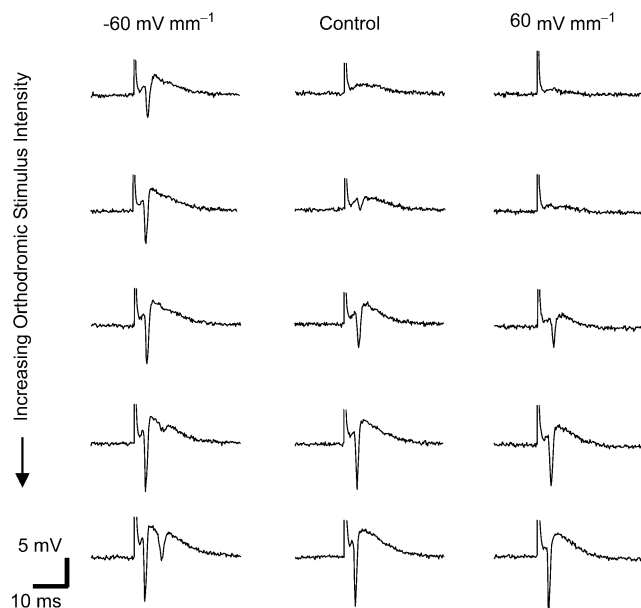 -60 mV mm⁻¹
Control
60 mV mm⁻¹
Increasing Orthodromic Stimulus Intensity
5 mV
10 ms